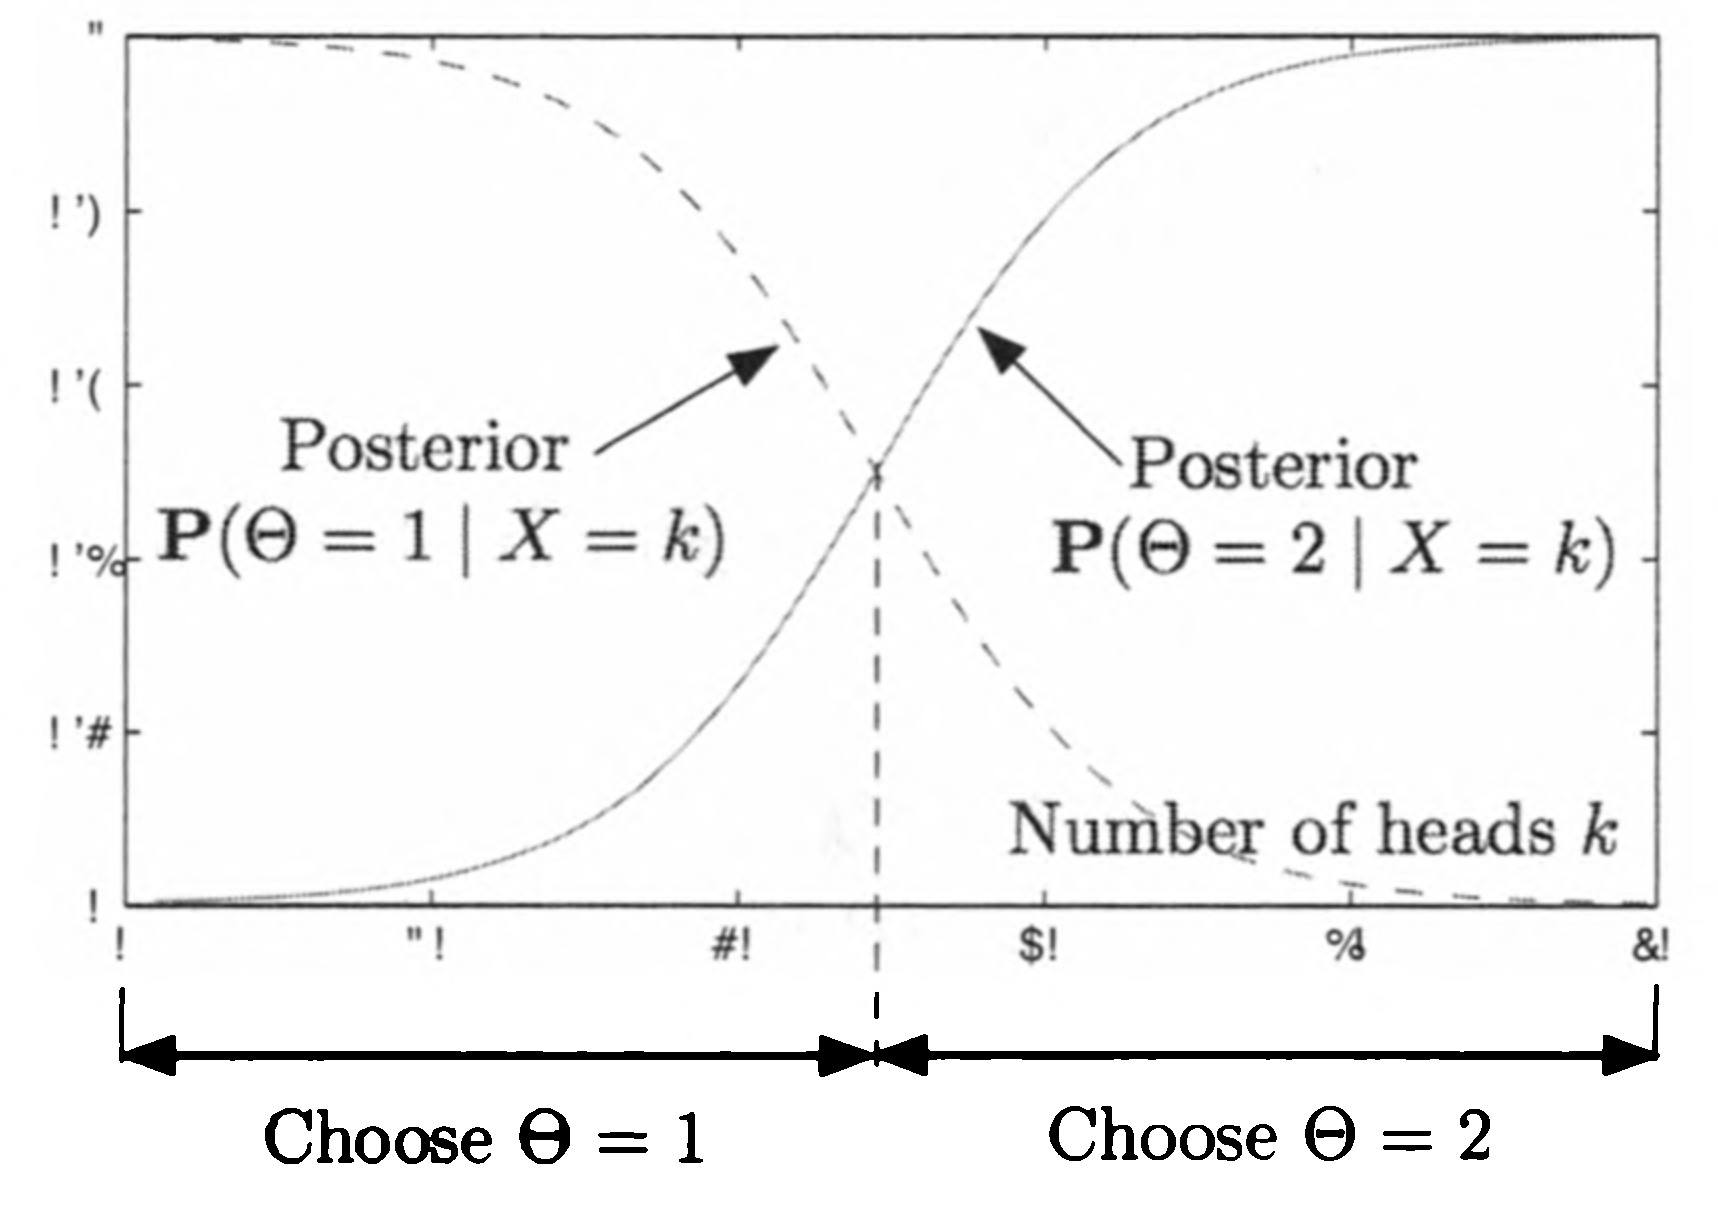 "
!')
!'(
Posterior
P(Θ = 1 | X = k)
Posterior
P(Θ = 2 | X = k)
!'%
!'#
Number of heads k
!
! "! #! $! %! &!
Choose Θ = 1
Choose Θ = 2